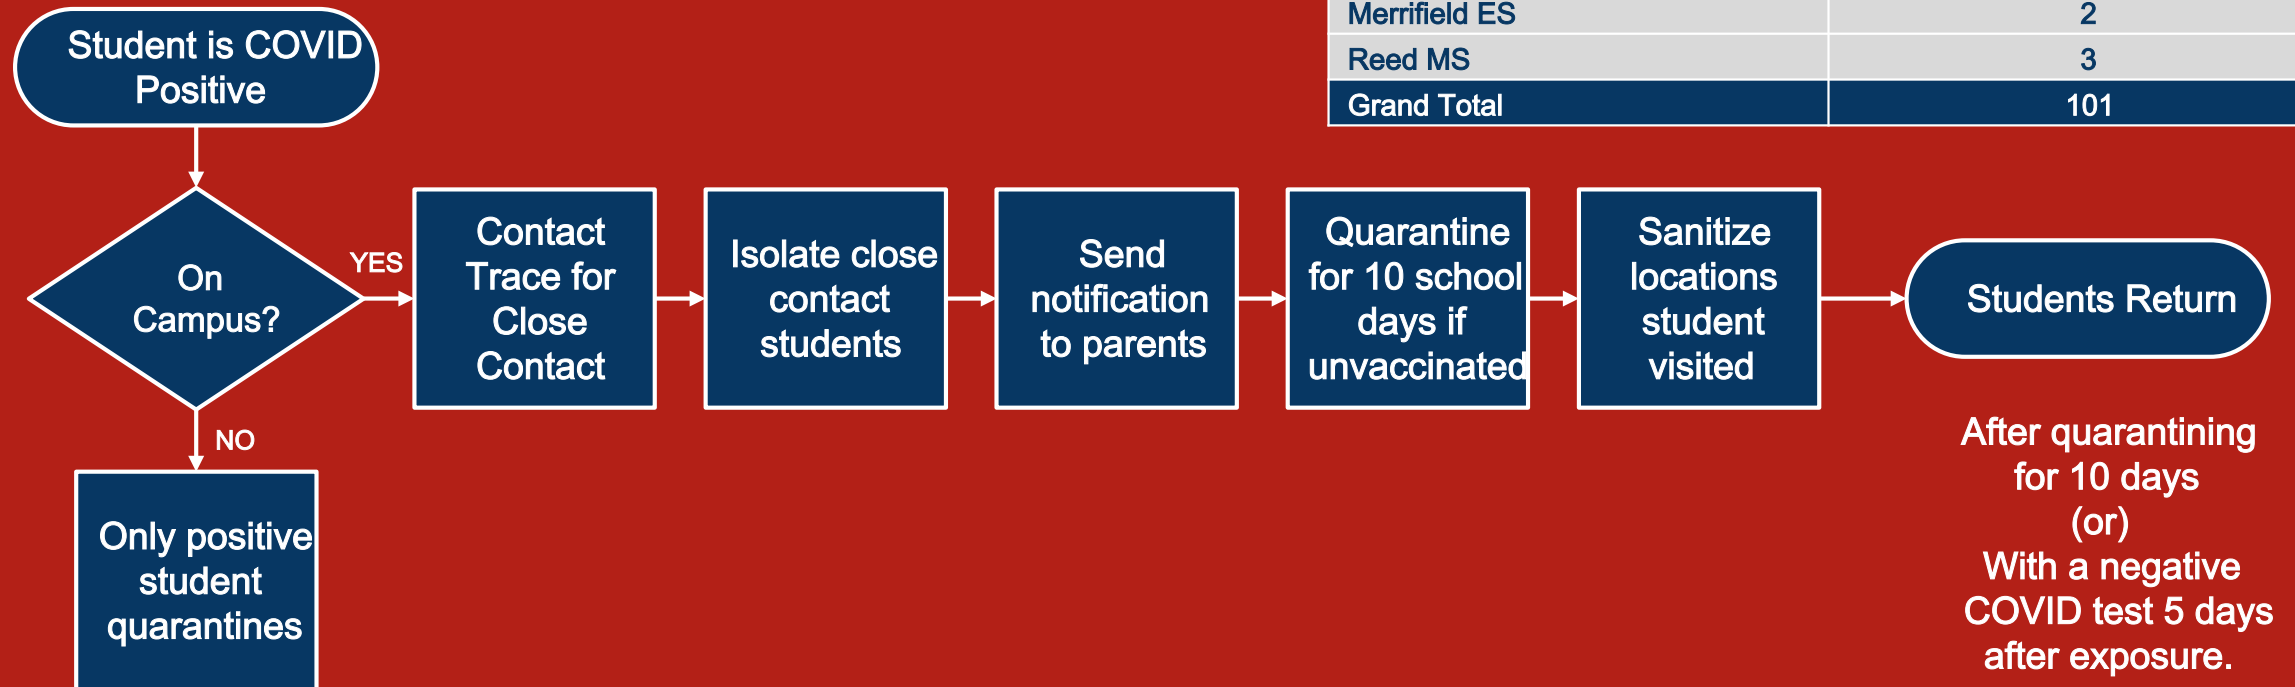 Student is COVID
Positive
Merrifield ES 2
Reed MS 3
Grand Total 101
On
Campus?
YES
Contact
Trace for
Close
Contact
Isolate close
contact
students
Send
notification
to parents
Quarantine
for 10 school
days if
unvaccinated
Sanitize
locations
student
visited
Students Return
NO
Only positive
student
quarantines
After quarantining
for 10 days
(or)
With a negative
COVID test 5 days
after exposure.